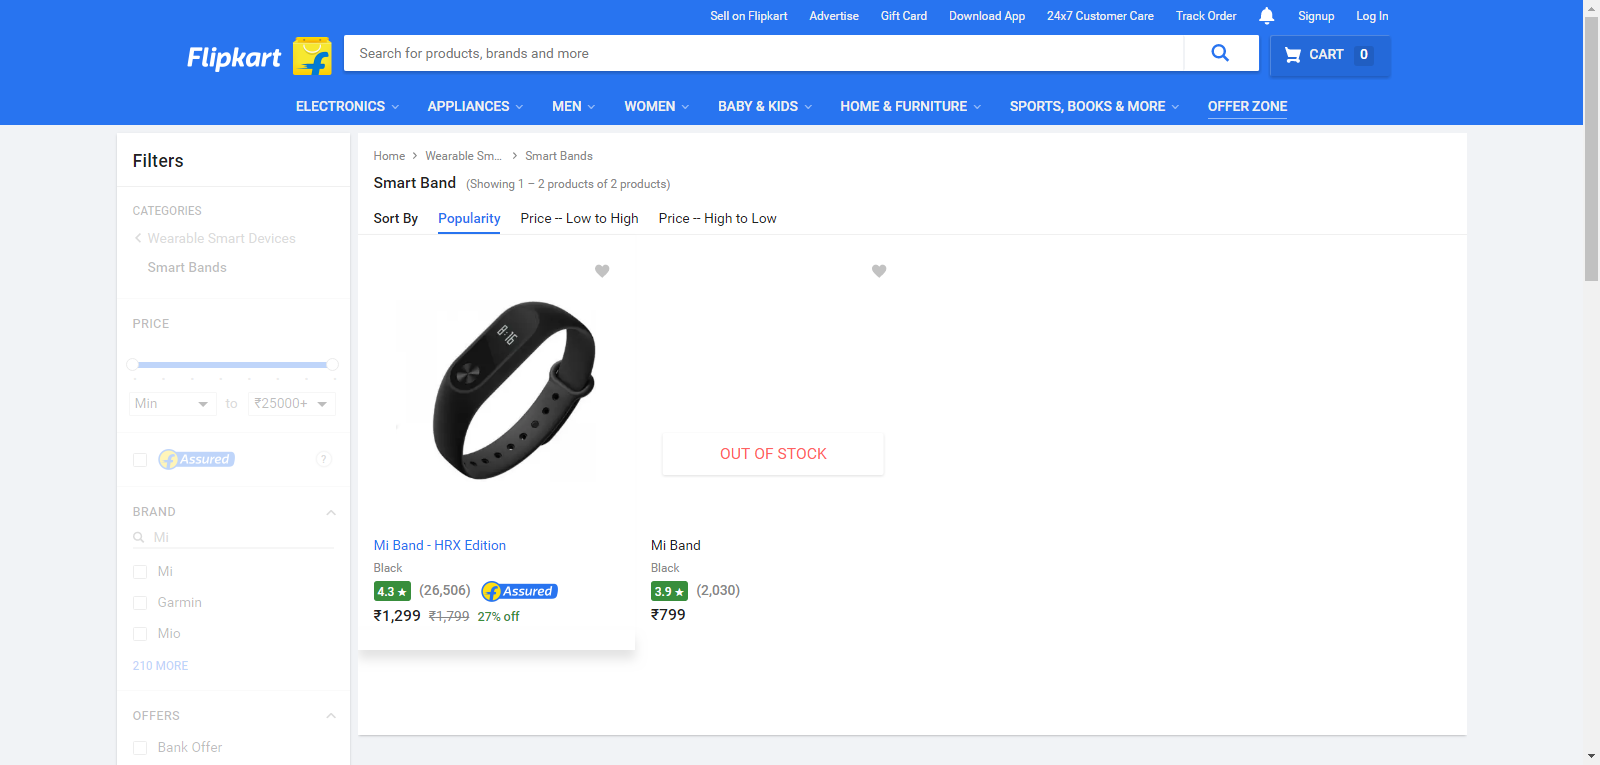 Sell on Flipkart Advertise Gift Card Download App 24x7 Customer Care Track Order Signup Log In
Flipkart Search for products, brands and more CART 0
ELECTRONICS APPLIANCES MEN WOMEN BABY & KIDS HOME & FURNITURE SPORTS, BOOKS & MORE OFFER ZONE
Filters
CATEGORIES
Wearable Smart Devices
Smart Bands
PRICE
Min to ₹25000+
Assured ?
BRAND
Mi
Mi
Garmin
Mio
210 MORE
OFFERS
Bank Offer
Home Wearable Sm... Smart Bands
Smart Band (Showing 1 – 2 products of 2 products)
Sort By Popularity Price -- Low to High Price -- High to Low
8:16
Mi Band - HRX Edition
Black
4.3 ★ (26,506) Assured
₹1,299 ₹1,799 27% off
OUT OF STOCK
Mi Band
Black
3.9 ★ (2,030)
₹799